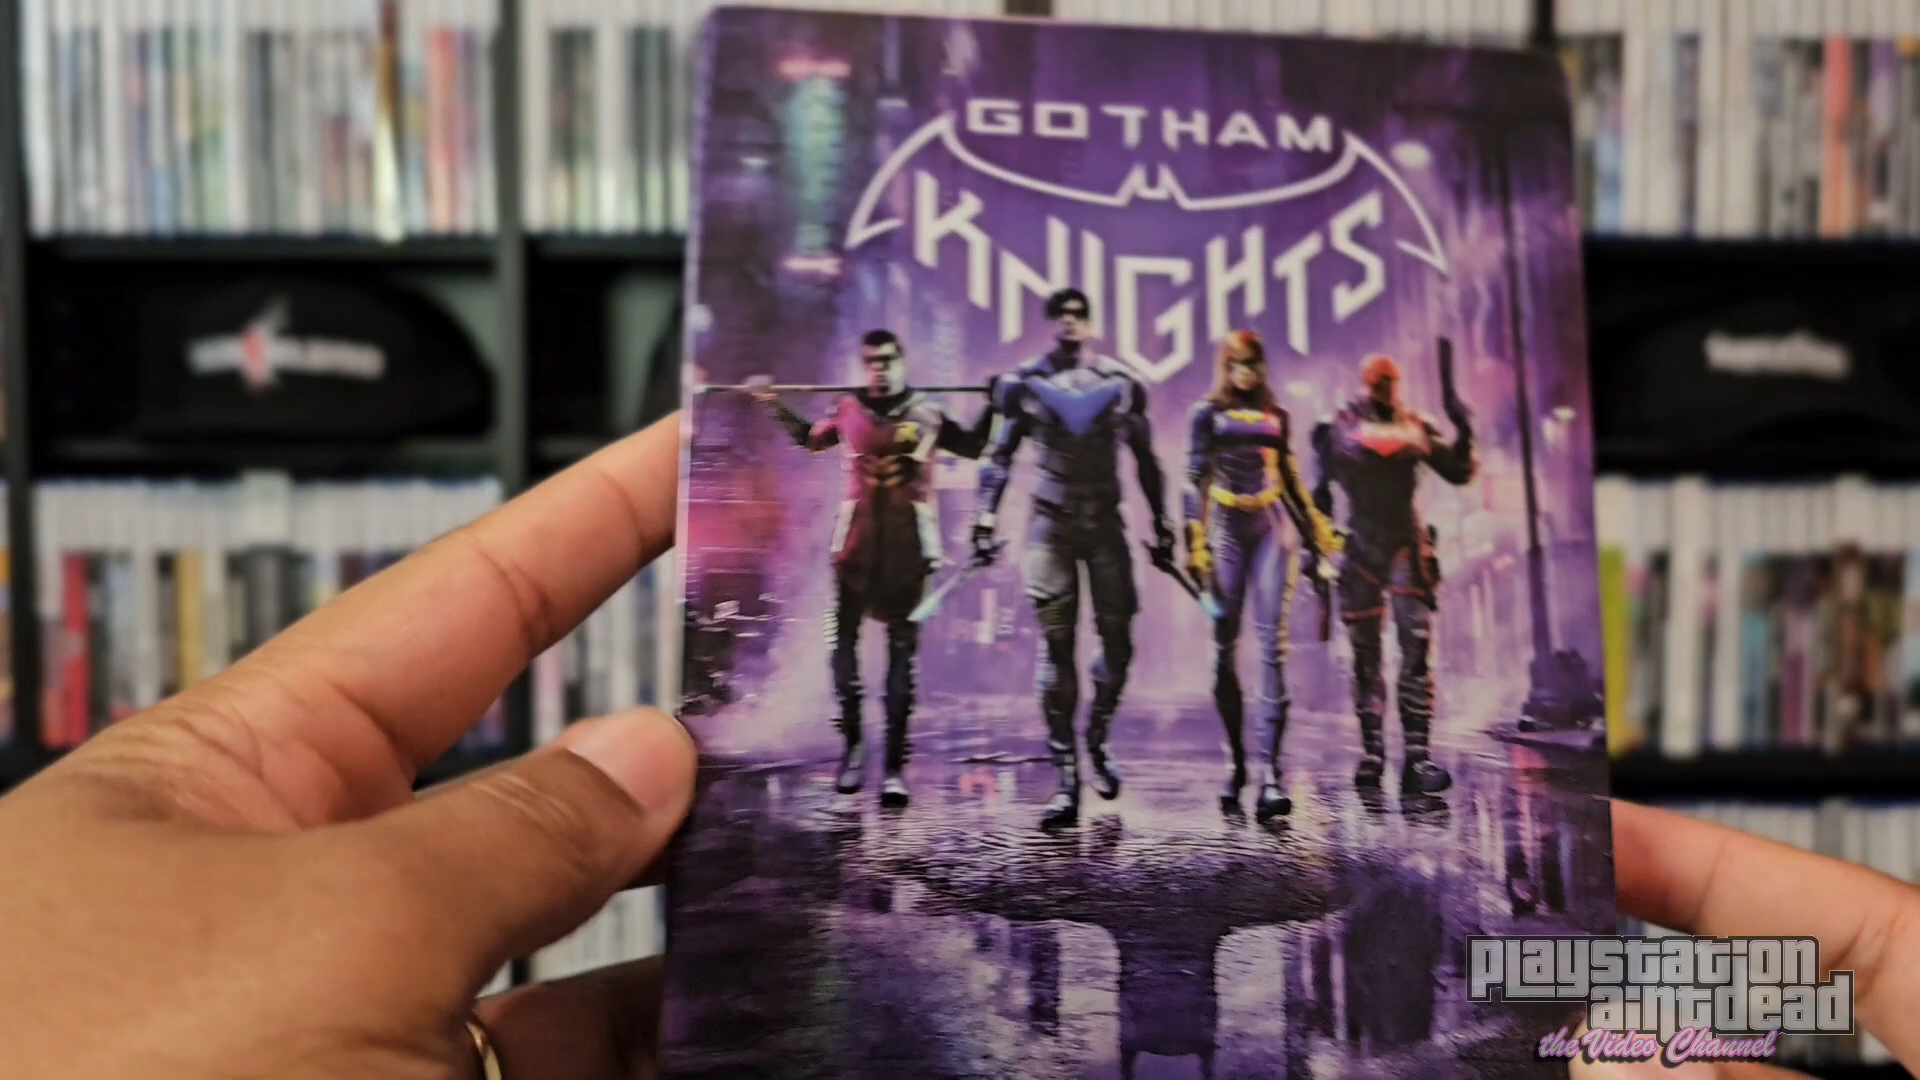 GOTHAM
KNIGHTS
playstation
aintdead
the Video Channel